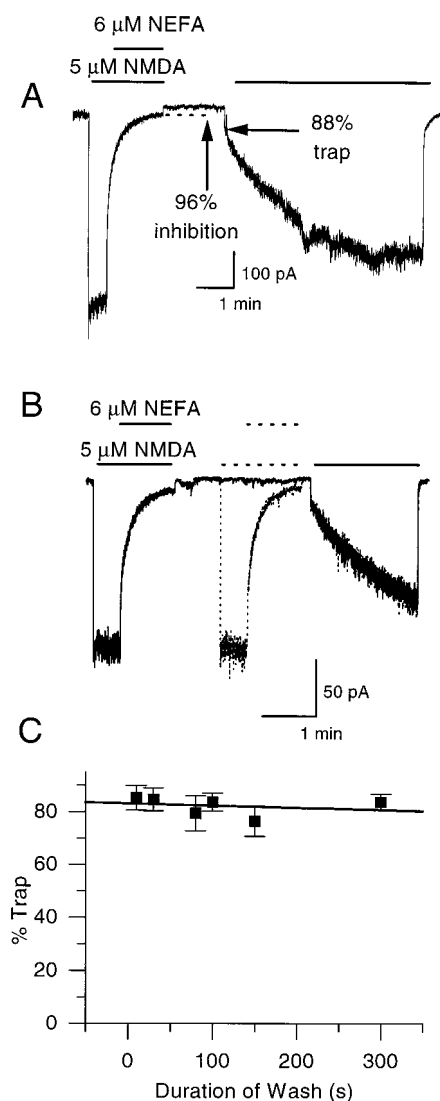 6 µM NEFA
5 µM NMDA
A
88%
trap
96%
inhibition
100 pA
1 min
B
6 µM NEFA
5 µM NMDA
50 pA
1 min
C
80
60
40
20
0
% Trap
0 100 200 300
Duration of Wash (s)